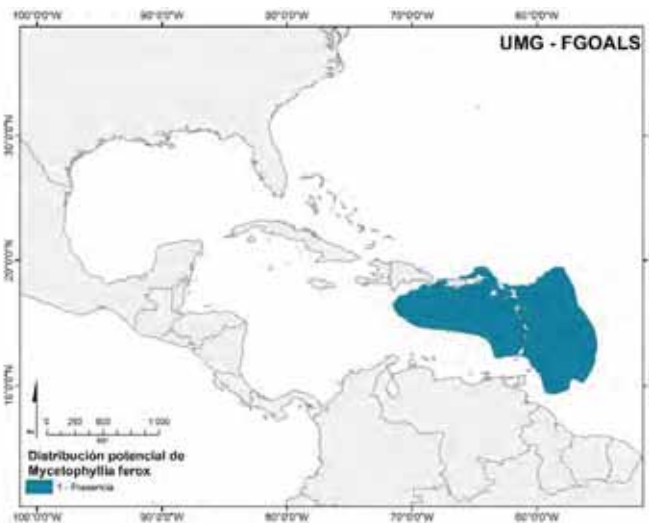 100°0'0"W 90°0'0"W 80°0'0"W 70°0'0"W 60°0'0"W
UMG - FGOALS
30°0'0"N
20°0'0"N
10°0'0"N
0 250 500 1 000
km
Distribución potencial de
Mycetophyllia ferox
1 - Presencia
100°0'0"W 90°0'0"W 80°0'0"W 70°0'0"W 60°0'0"W